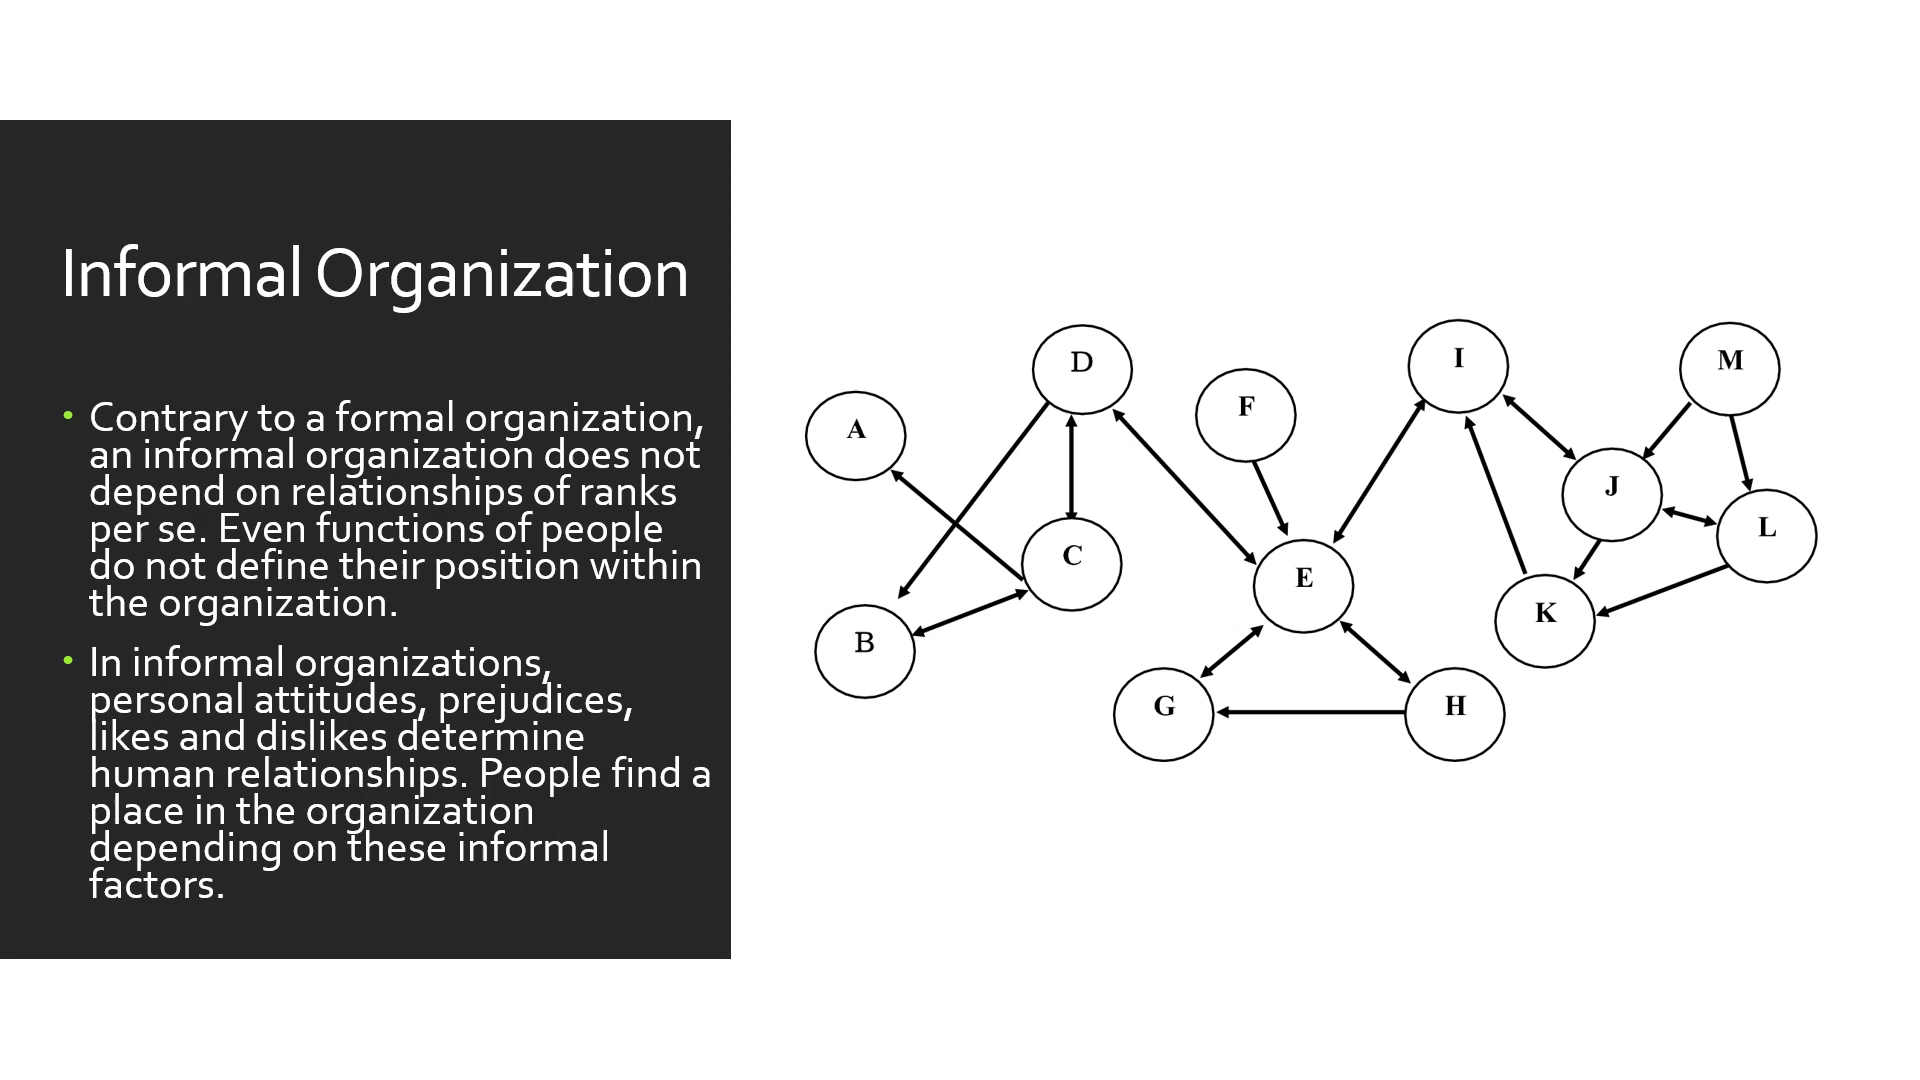 Informal Organization
• Contrary to a formal organization,
an informal organization does not
depend on relationships of ranks
per se. Even functions of people
do not define their position within
the organization.
• In informal organizations,
personal attitudes, prejudices,
likes and dislikes determine
human relationships. People find a
place in the organization
depending on these informal
factors.
A
D
F
I
M
C
B
E
J
L
K
G
H